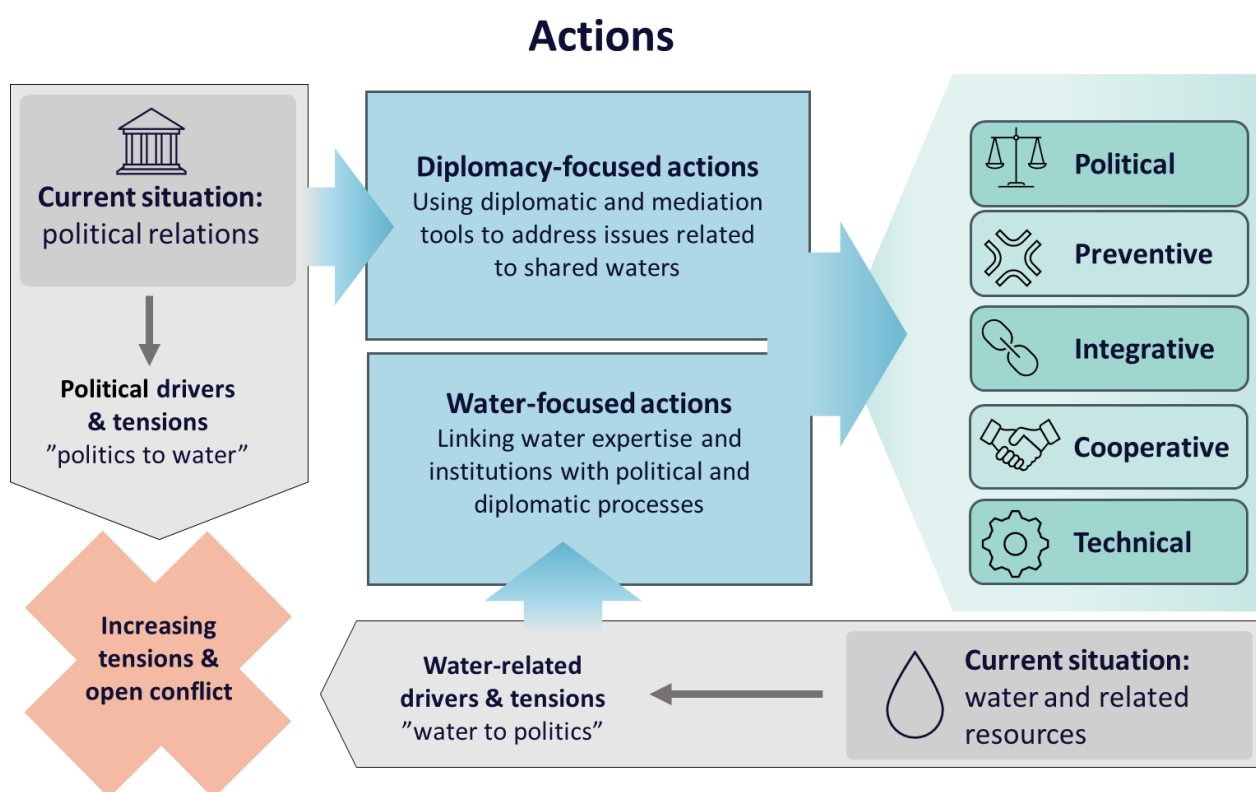 Actions
Current situation:
political relations
Political drivers
& tensions
”politics to water”
Increasing
tensions &
open conflict
Diplomacy-focused actions
Using diplomatic and mediation
tools to address issues related
to shared waters
Water-focused actions
Linking water expertise and
institutions with political and
diplomatic processes
Water-related
drivers & tensions
”water to politics”
Current situation:
water and related
resources
Political
Preventive
Integrative
Cooperative
Technical